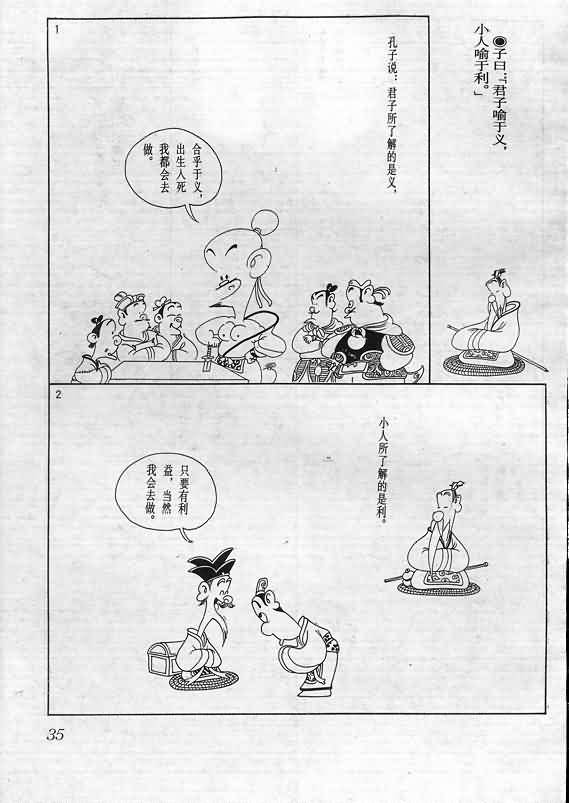 ◉子曰：「君子喻于义，
小人喻于利。」
1
孔子说：君子所了解的是义，
合乎于义，
出生人死
我都会去
做。
2
小人所了解的是利。
只要有利
益，当然
我会去做。
35